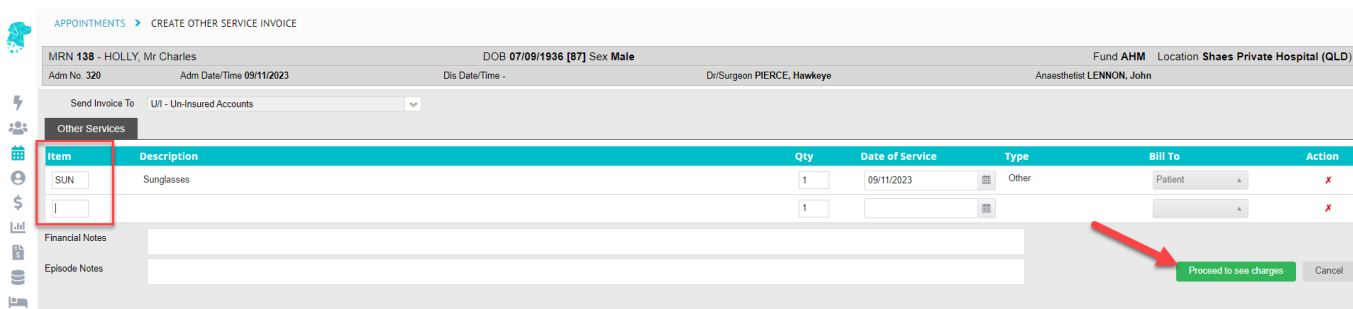 APPOINTMENTS > CREATE OTHER SERVICE INVOICE
MRN 138 - HOLLY, Mr Charles DOB 07/09/1936 [87] Sex Male Fund AHM Location Shaes Private Hospital (QLD)
Adm No. 320 Adm Date/Time 09/11/2023 Dis Date/Time - Dr/Surgeon PIERCE, Hawkeye Anaesthetist LENNON, John
Send Invoice To U/I - Un-Insured Accounts
Other Services
Item Description Qty Date of Service Type Bill To Action
SUN Sunglasses 1 09/11/2023 Other Patient ✗
1 ✗
Financial Notes
Episode Notes
Proceed to see charges Cancel